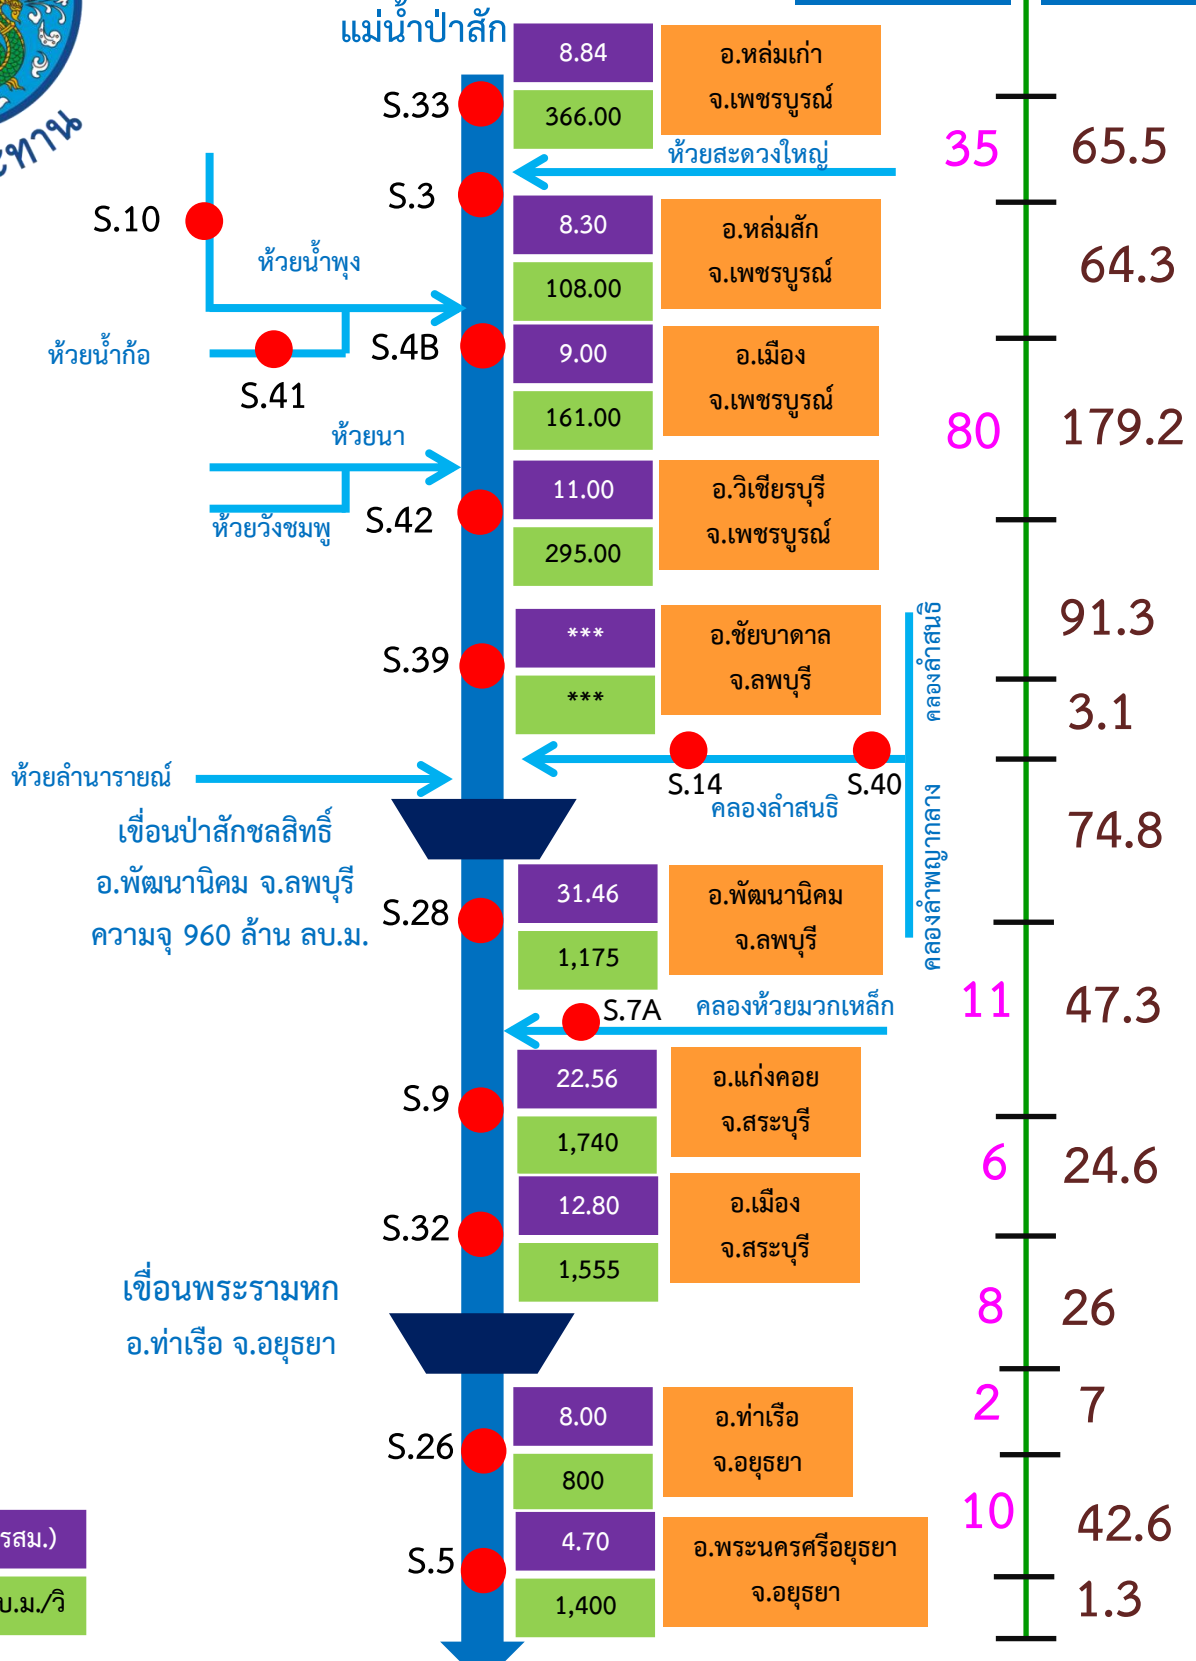 แม่น้ำป่าสัก
S.33
8.84
366.00
อ.หล่มเก่า
จ.เพชรบูรณ์
35
65.5
ห้วยสะดวงใหญ่
S.3
8.30
108.00
อ.หล่มสัก
จ.เพชรบูรณ์
64.3
S.10
ห้วยน้ำพุง
ห้วยน้ำก้อ
S.41
S.4B
9.00
161.00
อ.เมือง
จ.เพชรบูรณ์
80
179.2
ห้วยนา
ห้วยวังชมพู
S.42
11.00
295.00
อ.วิเชียรบุรี
จ.เพชรบูรณ์
91.3
S.39
***
***
อ.ชัยบาดาล
จ.ลพบุรี
คลองลำสนธิ
3.1
ห้วยลำนารายณ์
S.14
S.40
คลองลำสนธิ
คลองลำพญากลาง
74.8
เขื่อนป่าสักชลสิทธิ์
อ.พัฒนานิคม จ.ลพบุรี
ความจุ 960 ล้าน ลบ.ม.
S.28
31.46
1,175
อ.พัฒนานิคม
จ.ลพบุรี
11
47.3
S.7A
คลองห้วยมวกเหล็ก
S.9
22.56
1,740
อ.แก่งคอย
จ.สระบุรี
6
24.6
S.32
12.80
1,555
อ.เมือง
จ.สระบุรี
8
26
เขื่อนพระรามหก
อ.ท่าเรือ จ.อยุธยา
2
7
S.26
8.00
800
อ.ท่าเรือ
จ.อยุธยา
10
42.6
S.5
4.70
1,400
อ.พระนครศรีอยุธยา
จ.อยุธยา
1.3
รสม.)
บ.ม./วิ